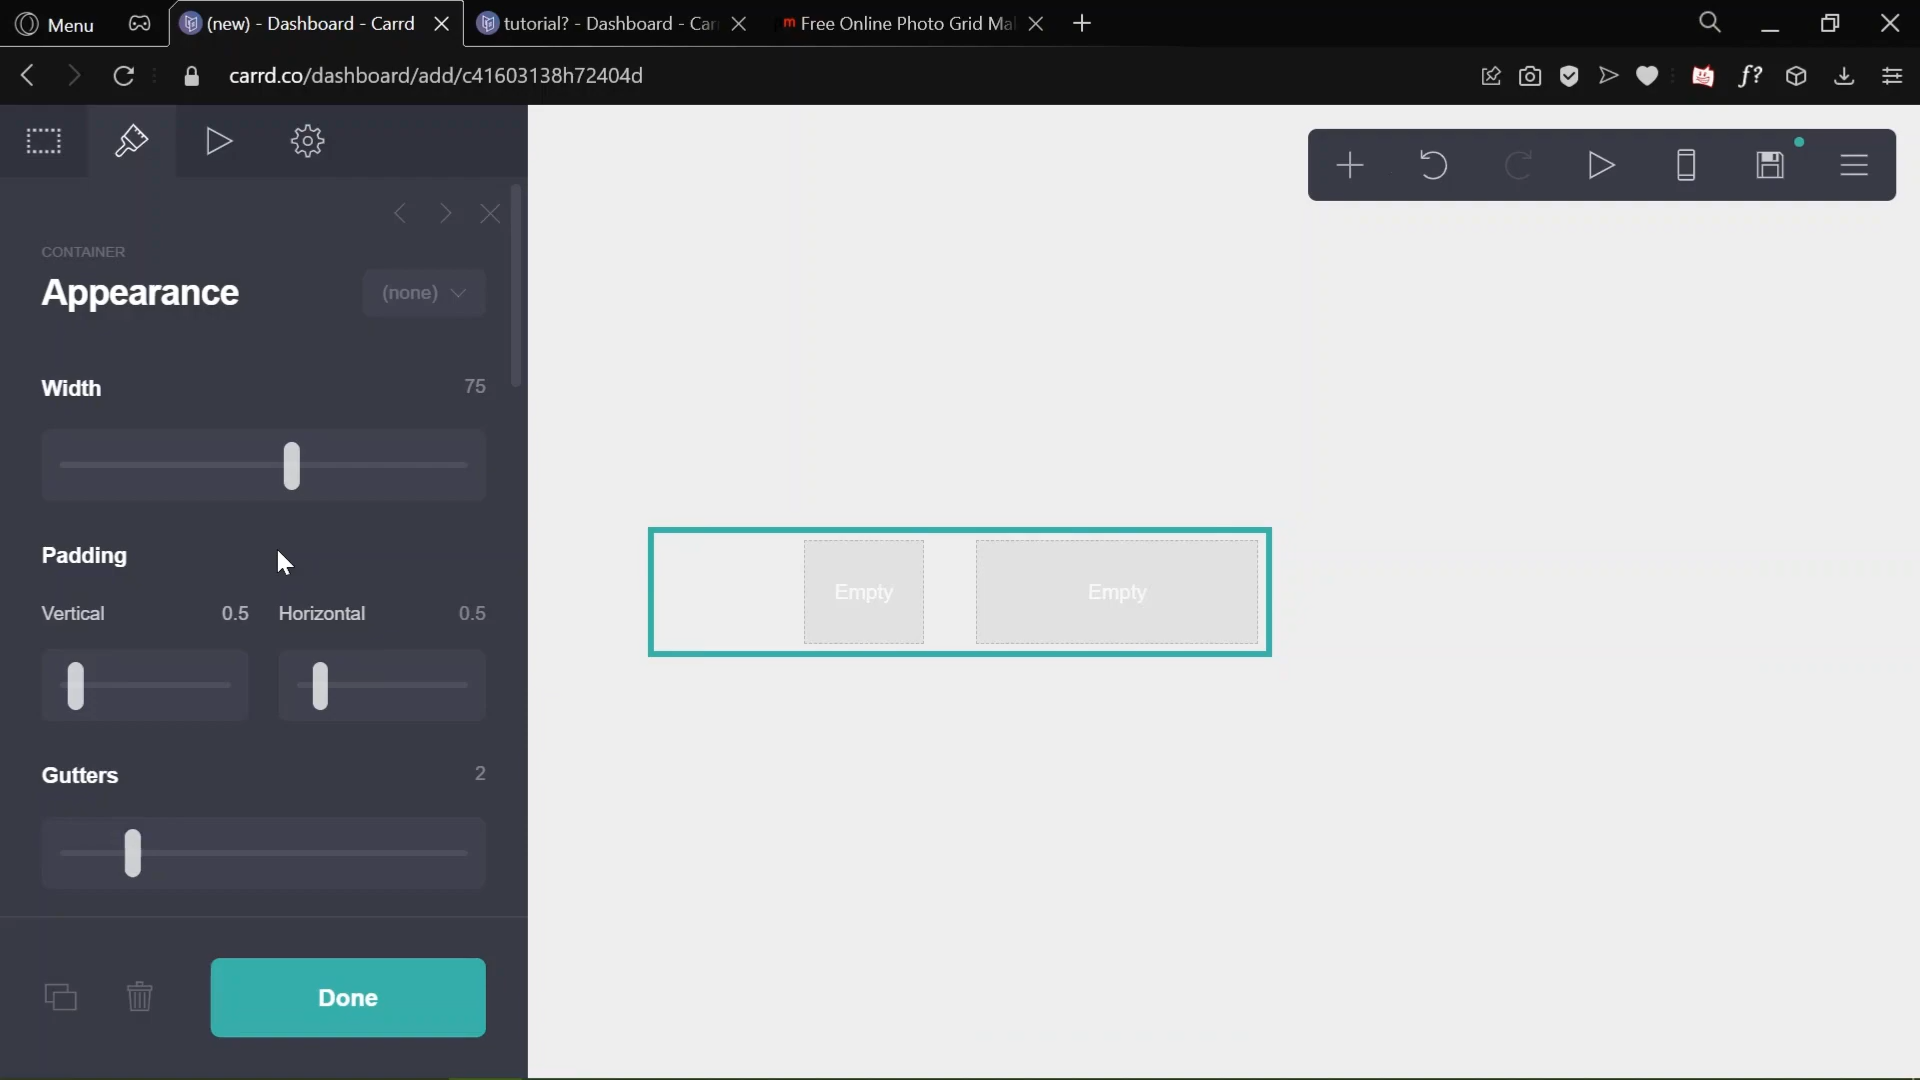 Menu
(new) - Dashboard - Carrd
tutorial? - Dashboard - Car
Free Online Photo Grid Ma
carrd.co/dashboard/add/c41603138h72404d
f?
CONTAINER
Appearance
(none)
Width 75
Padding
Vertical 0.5 Horizontal 0.5
Empty Empty
Gutters 2
Done